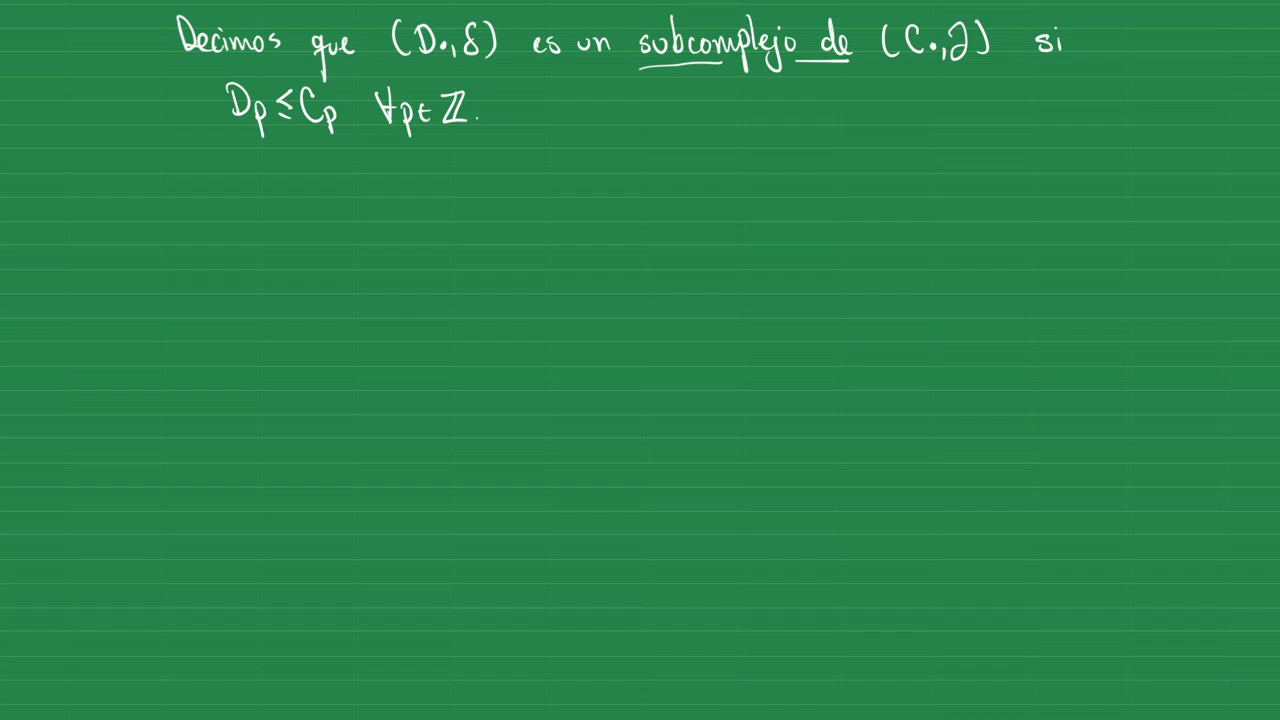 Decimos que (D•,δ) es un subcomplejo de (C•,∂) si
Dp ≤ Cp ∀p∈ℤ.